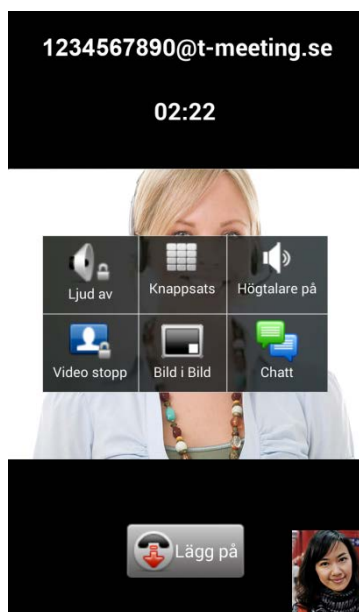 1234567890@t-meeting.se
02:22
Ljud av
Knappsats
Högtalare på
Video stopp
Bild i Bild
Chatt
Lägg på